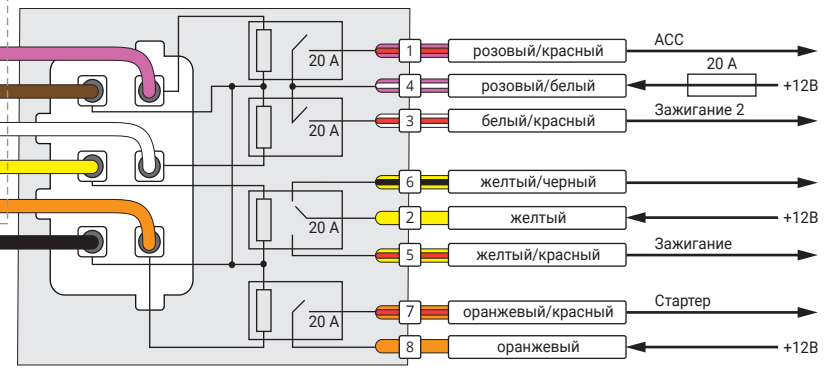 20 A
1 розовый/красный ACC
4 розовый/белый 20 A +12В
20 A
3 белый/красный Зажигание 2
6 желтый/черный
20 A
2 желтый +12В
5 желтый/красный Зажигание
20 A
7 оранжевый/красный Стартер
8 оранжевый +12В